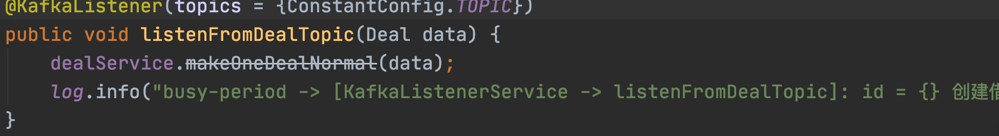 @KafkaListener(topics = {ConstantConfig.TOPIC})
public void listenFromDealTopic(Deal data) {
dealService.makeOneDealNormal(data);
log.info("busy-period -> [KafkaListenerService -> listenFromDealTopic]: id = {} 创建
}